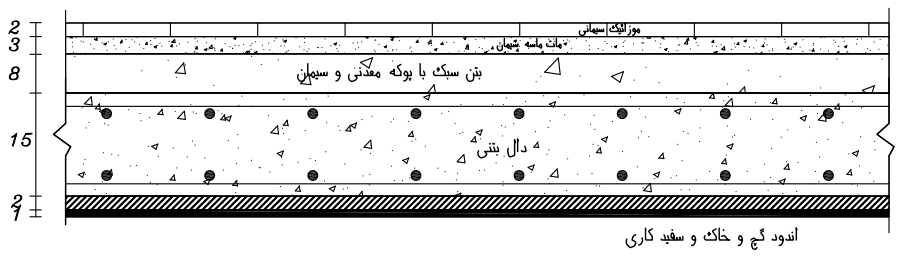 2
موزائیک سیمانی
3
ملات ماسه سیمان
8
بتن سبک با پوکه معدنی و سیمان
15
دال بتنی
2
1
اندود گچ و خاک و سفید کاری